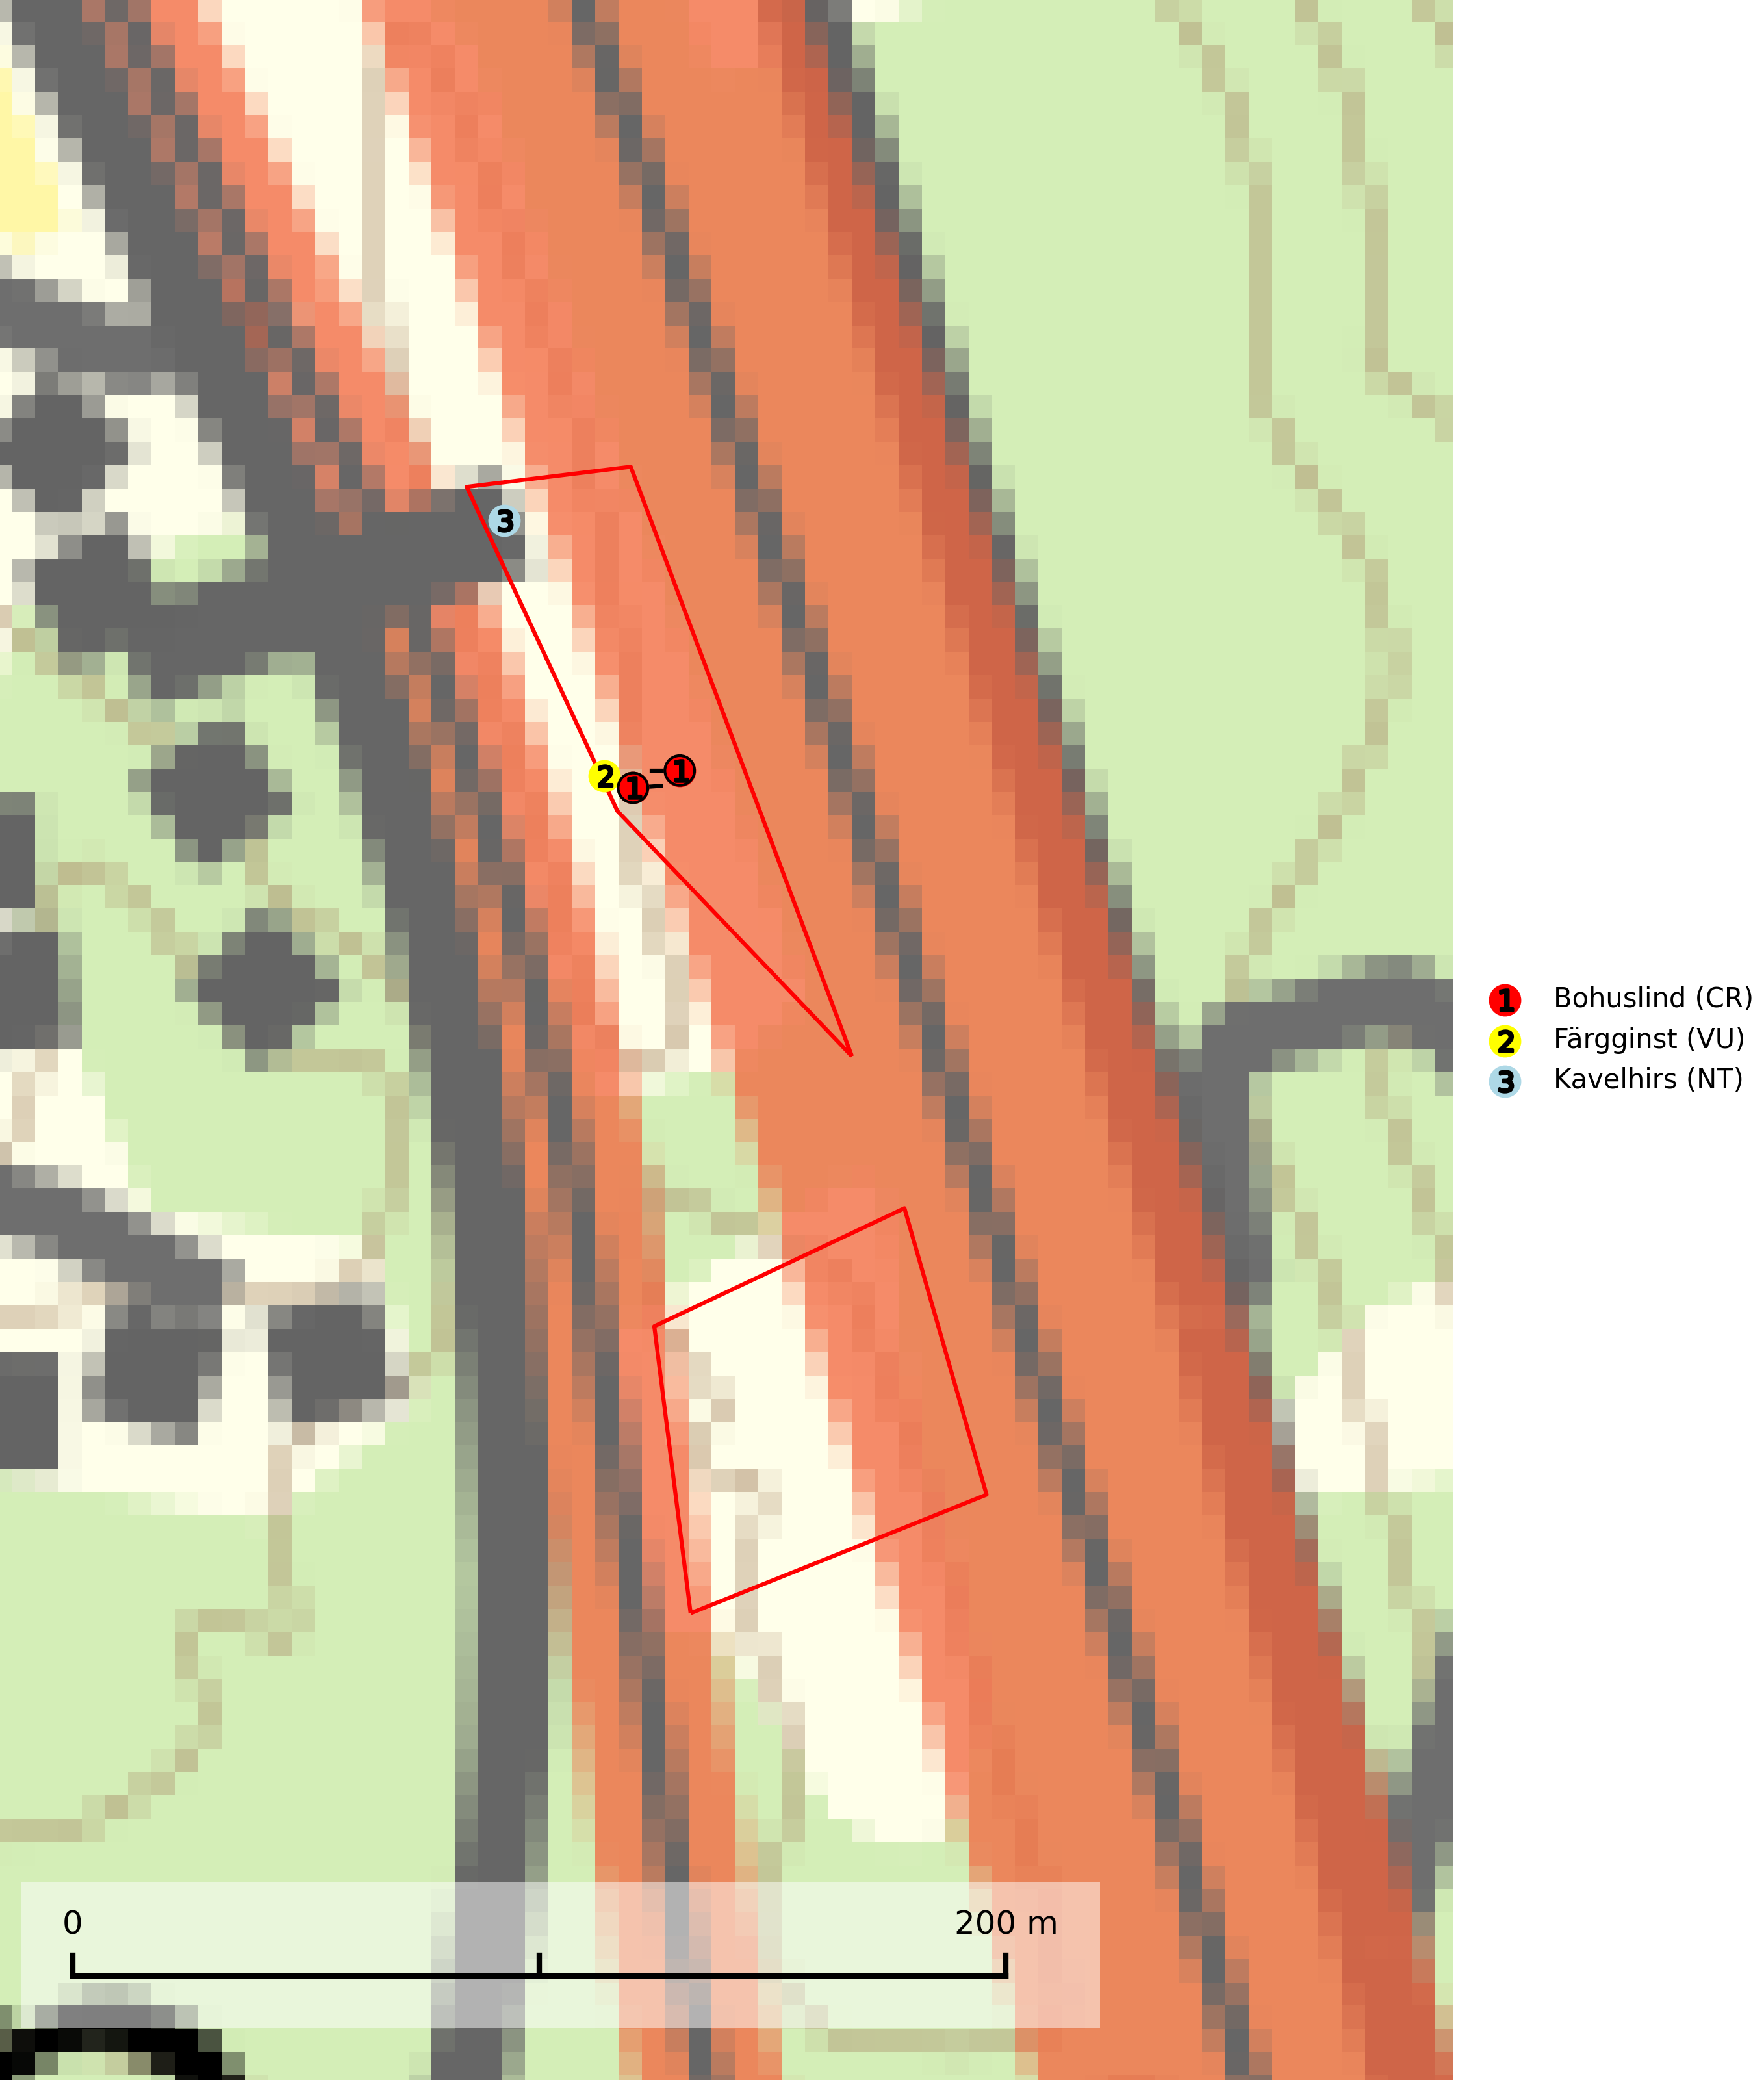 3
2
1
1
1 Bohuslind (CR)
2 Färgginst (VU)
3 Kavelhirs (NT)
0 200 m